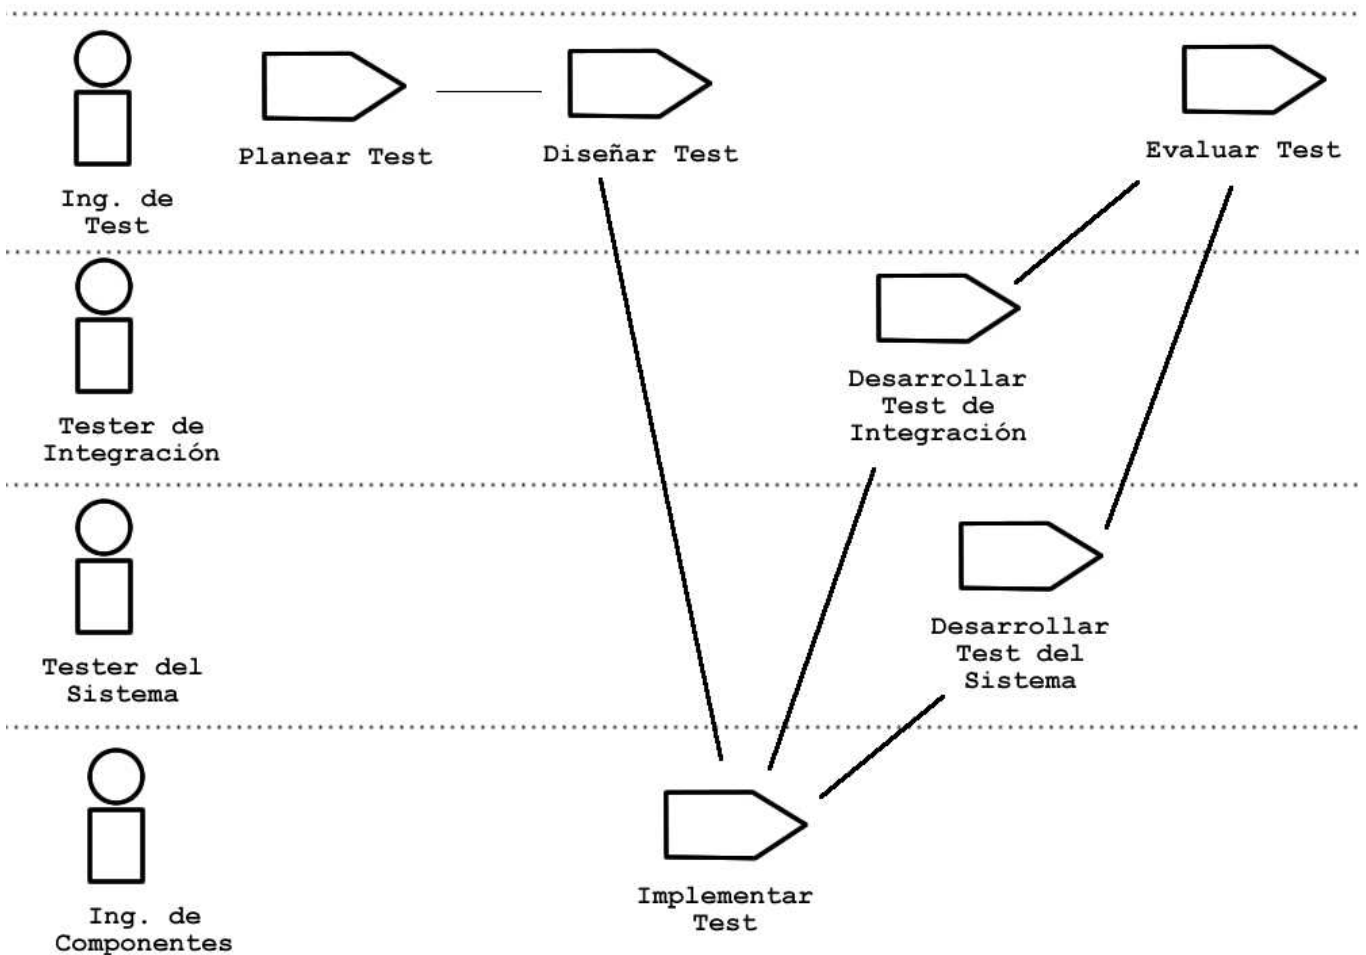 Planear Test
Diseñar Test
Evaluar Test
Ing. de
Test
Desarrollar
Test de
Integración
Tester de
Integración
Desarrollar
Test del
Sistema
Tester del
Sistema
Implementar
Test
Ing. de
Componentes